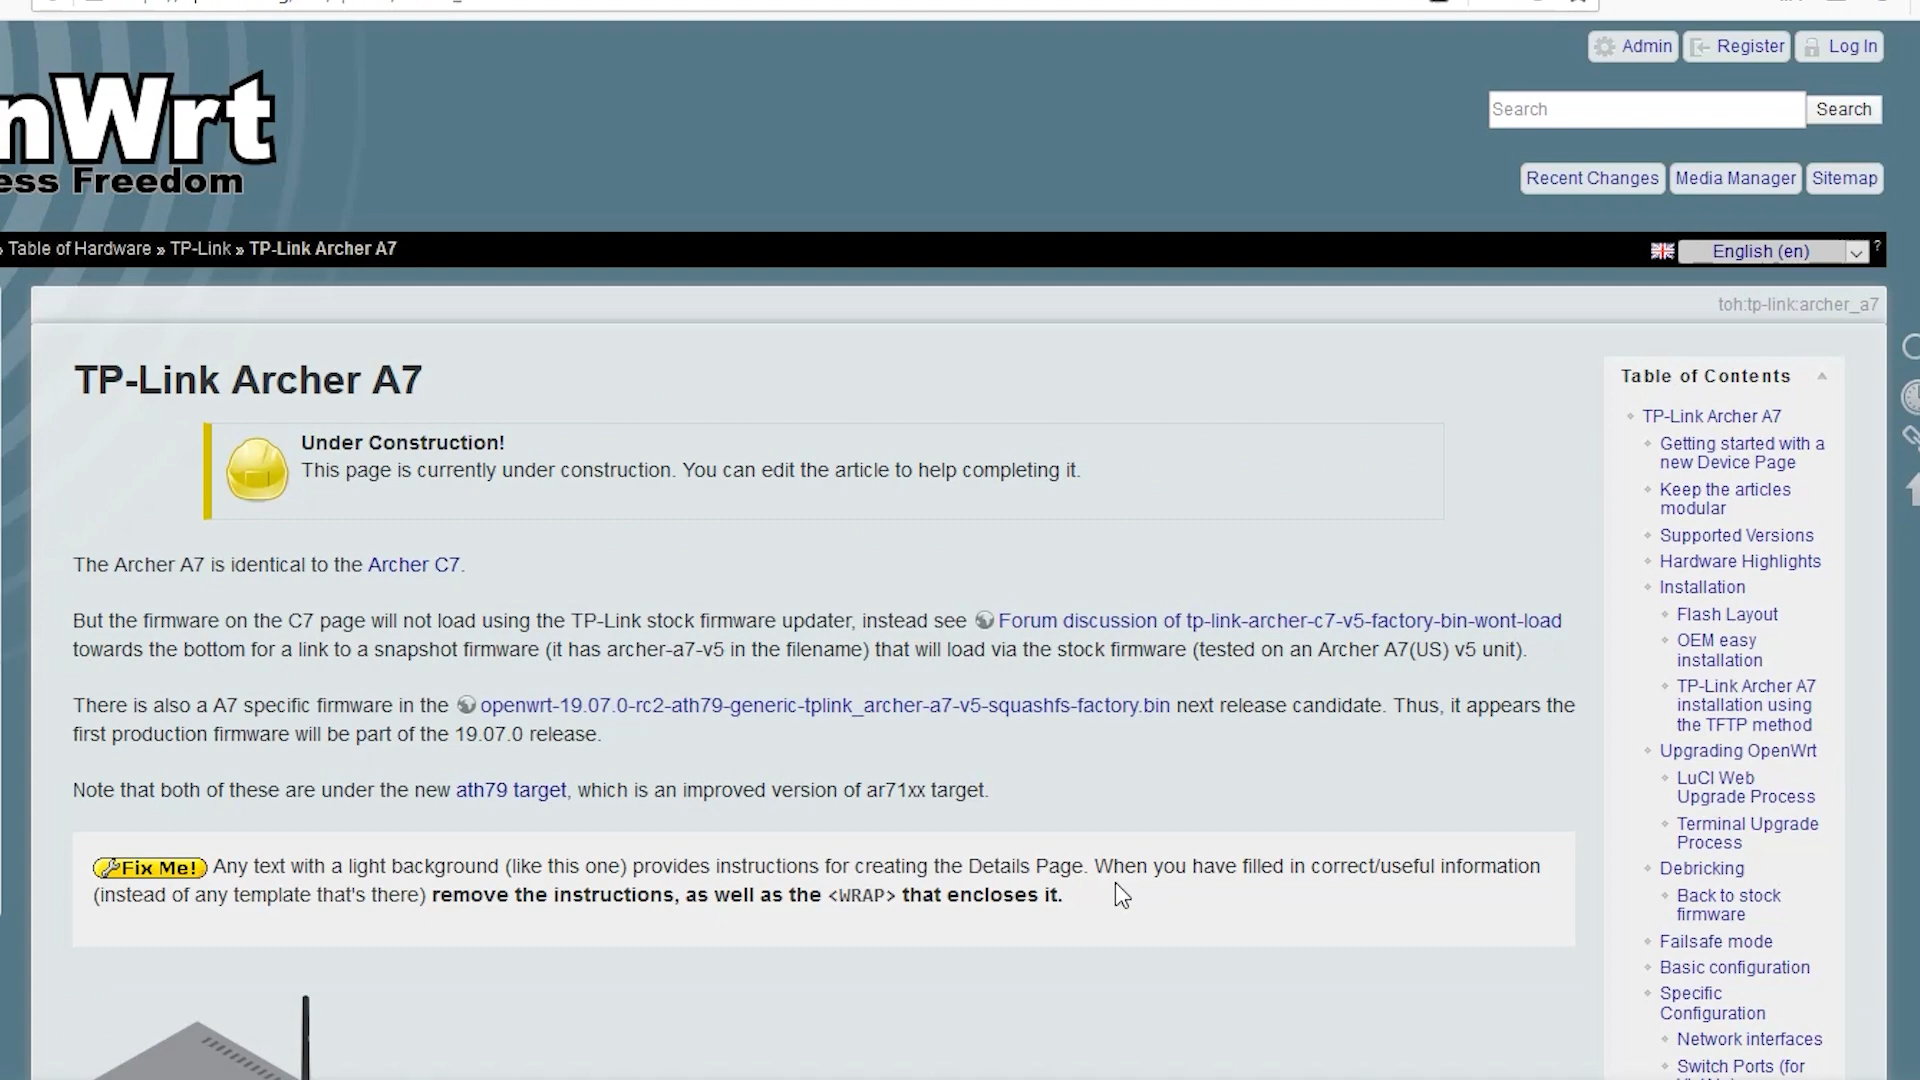 Admin Register Log In
nWrt
ess Freedom
Search Search
Recent Changes Media Manager Sitemap
Table of Hardware » TP-Link » TP-Link Archer A7
English (en) ?
toh:tp-link:archer_a7
TP-Link Archer A7
Under Construction!
This page is currently under construction. You can edit the article to help completing it.
The Archer A7 is identical to the Archer C7.
But the firmware on the C7 page will not load using the TP-Link stock firmware updater, instead see Forum discussion of tp-link-archer-c7-v5-factory-bin-wont-load
towards the bottom for a link to a snapshot firmware (it has archer-a7-v5 in the filename) that will load via the stock firmware (tested on an Archer A7(US) v5 unit).
There is also a A7 specific firmware in the openwrt-19.07.0-rc2-ath79-generic-tplink_archer-a7-v5-squashfs-factory.bin next release candidate. Thus, it appears the
first production firmware will be part of the 19.07.0 release.
Note that both of these are under the new ath79 target, which is an improved version of ar71xx target.
Fix Me! Any text with a light background (like this one) provides instructions for creating the Details Page. When you have filled in correct/useful information
(instead of any template that's there) remove the instructions, as well as the <WRAP> that encloses it.
Table of Contents
TP-Link Archer A7
Getting started with a
new Device Page
Keep the articles
modular
Supported Versions
Hardware Highlights
Installation
Flash Layout
OEM easy
installation
TP-Link Archer A7
installation using
the TFTP method
Upgrading OpenWrt
LuCI Web
Upgrade Process
Terminal Upgrade
Process
Debricking
Back to stock
firmware
Failsafe mode
Basic configuration
Specific
Configuration
Network interfaces
Switch Ports (for